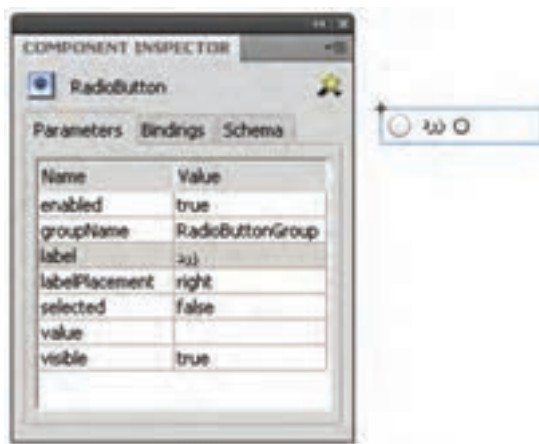 COMPONENT INSPECTOR
RadioButton
Parameters Bindings Schema
Name Value
enabled true
groupName RadioButtonGroup
label زرد
labelPlacement right
selected false
value
visible true
زرد